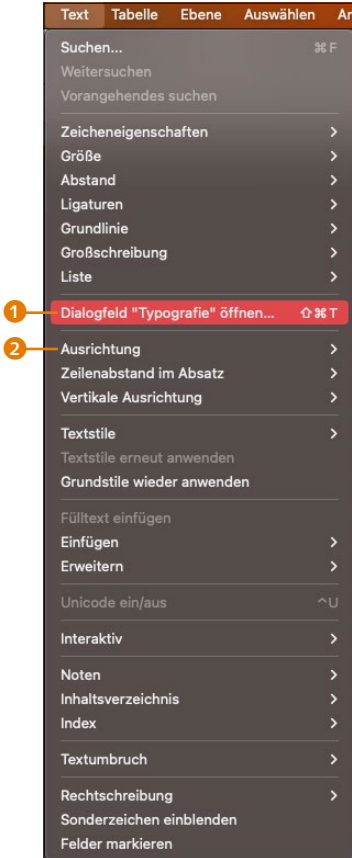 Text Tabelle Ebene Auswählen
Suchen... ⌘F
Weitersuchen
Vorangehendes suchen
Zeicheneigenschaften >
Größe >
Abstand >
Ligaturen >
Grundlinie >
Großschreibung >
Liste >
1 Dialogfeld "Typografie" öffnen... ⇧⌘T
2 Ausrichtung >
Zeilenabstand im Absatz >
Vertikale Ausrichtung >
Textstile >
Textstile erneut anwenden
Grundstile wieder anwenden
Fülltext einfügen
Einfügen >
Erweitern >
Unicode ein/aus ^U
Interaktiv >
Noten >
Inhaltsverzeichnis >
Index >
Textumbruch >
Rechtschreibung >
Sonderzeichen einblenden
Felder markieren